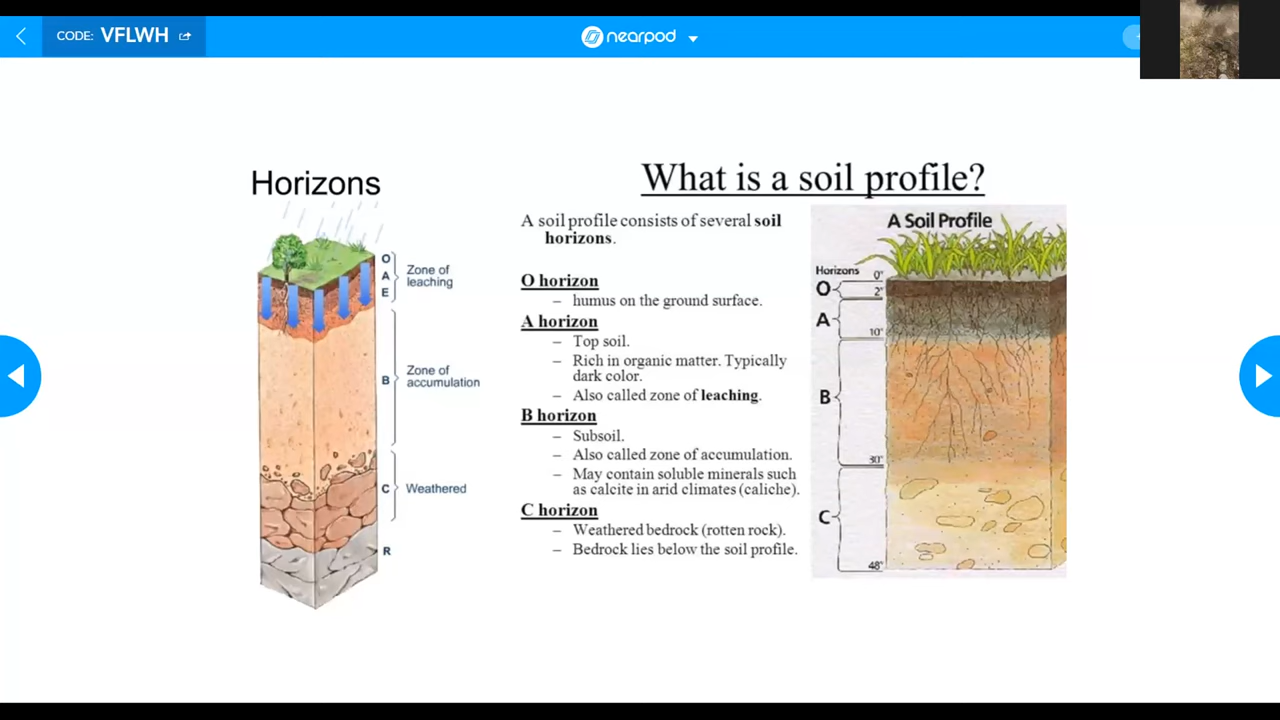 CODE: VFLWH
nearpod
Horizons
O
A
E
Zone of
leaching
B
Zone of
accumulation
C
Weathered
R
What is a soil profile?
A soil profile consists of several soil
horizons.
O horizon
– humus on the ground surface.
A horizon
– Top soil.
– Rich in organic matter. Typically
dark color.
– Also called zone of leaching.
B horizon
– Subsoil.
– Also called zone of accumulation.
– May contain soluble minerals such
as calcite in arid climates (caliche).
C horizon
– Weathered bedrock (rotten rock).
– Bedrock lies below the soil profile.
A Soil Profile
Horizons 0"
O
2"
A
10"
B
30"
C
48"